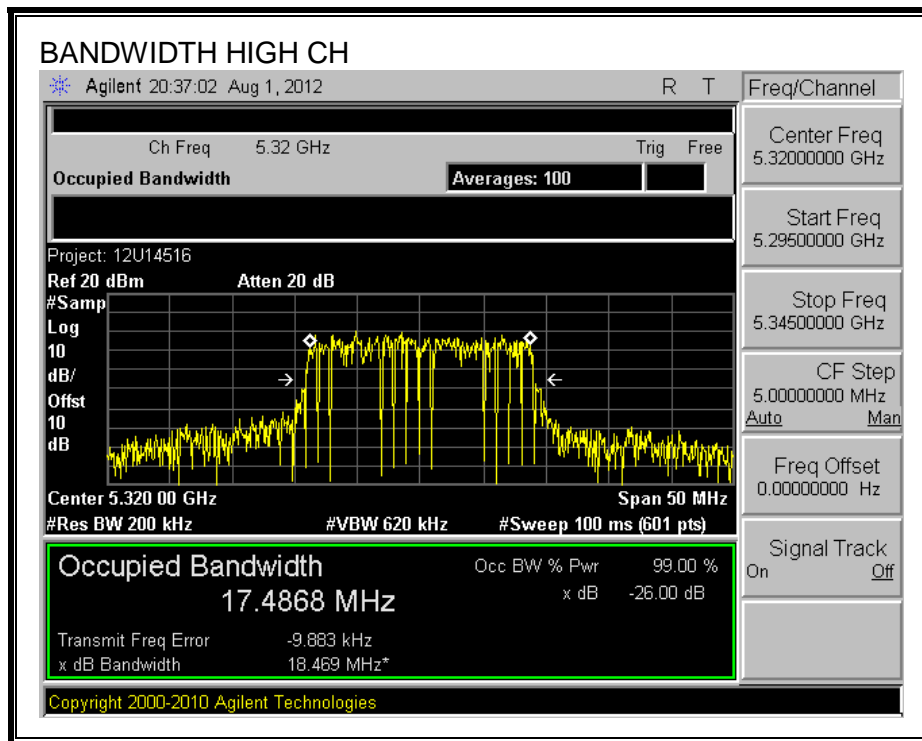 BANDWIDTH HIGH CH
Agilent 20:37:02 Aug 1, 2012 R T
Freq/Channel
Ch Freq 5.32 GHz Trig Free
Occupied Bandwidth Averages: 100
Project: 12U14516
Ref 20 dBm Atten 20 dB
#Samp
Log
10
dB/
Offst
10
dB
Center 5.320 00 GHz Span 50 MHz
#Res BW 200 kHz #VBW 620 kHz #Sweep 100 ms (601 pts)
Occupied Bandwidth Occ BW % Pwr 99.00 %
17.4868 MHz x dB -26.00 dB
Transmit Freq Error -9.883 kHz
x dB Bandwidth 18.469 MHz*
Copyright 2000-2010 Agilent Technologies
Center Freq
5.32000000 GHz
Start Freq
5.29500000 GHz
Stop Freq
5.34500000 GHz
CF Step
5.00000000 MHz
Auto Man
Freq Offset
0.00000000 Hz
Signal Track
On Off